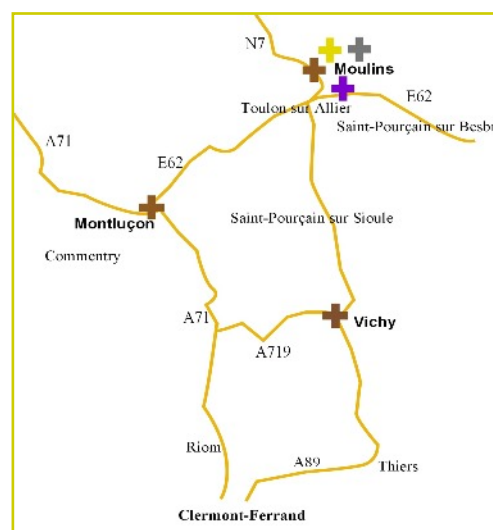 N7
Moulins
E62
Toulon sur Allier
Saint-Pourçain sur Besbr
A71
E62
Montluçon
Saint-Pourçain sur Sioule
Commentry
A71
Vichy
A719
Riom
A89
Thiers
Clermont-Ferrand